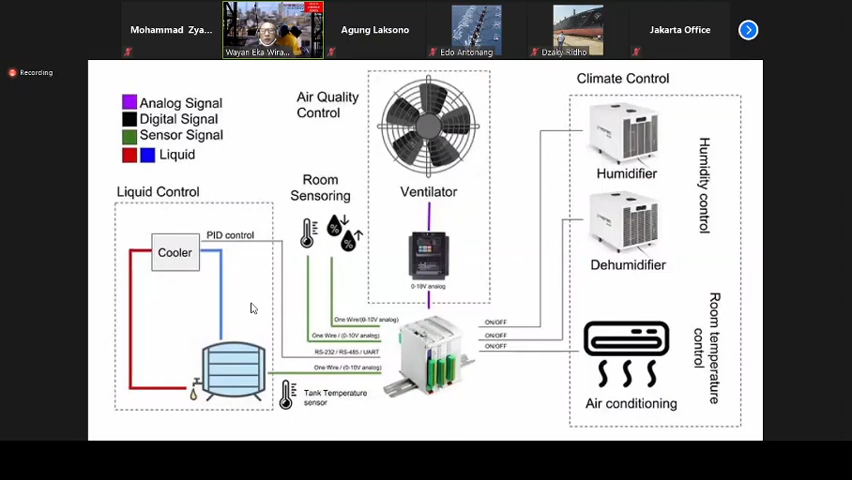 Mohammad Zya...
Wayan Eka Wira...
Agung Laksono
Edo Antonang
Dzaky Ridho
Jakarta Office
Recording
Analog Signal
Digital Signal
Sensor Signal
Liquid
Air Quality
Control
Climate Control
Ventilator
Humidifier
Dehumidifier
Humidity control
Liquid Control
Room
Sensoring
PID control
Cooler
0-10V analog
One Wire(0-10V analog)
One Wire / (0-10V analog)
RS-232 / RS-485 / UART
One Wire / (0-10V analog)
ON/OFF
ON/OFF
ON/OFF
Tank Temperature
sensor
Air conditioning
Room temperature
control